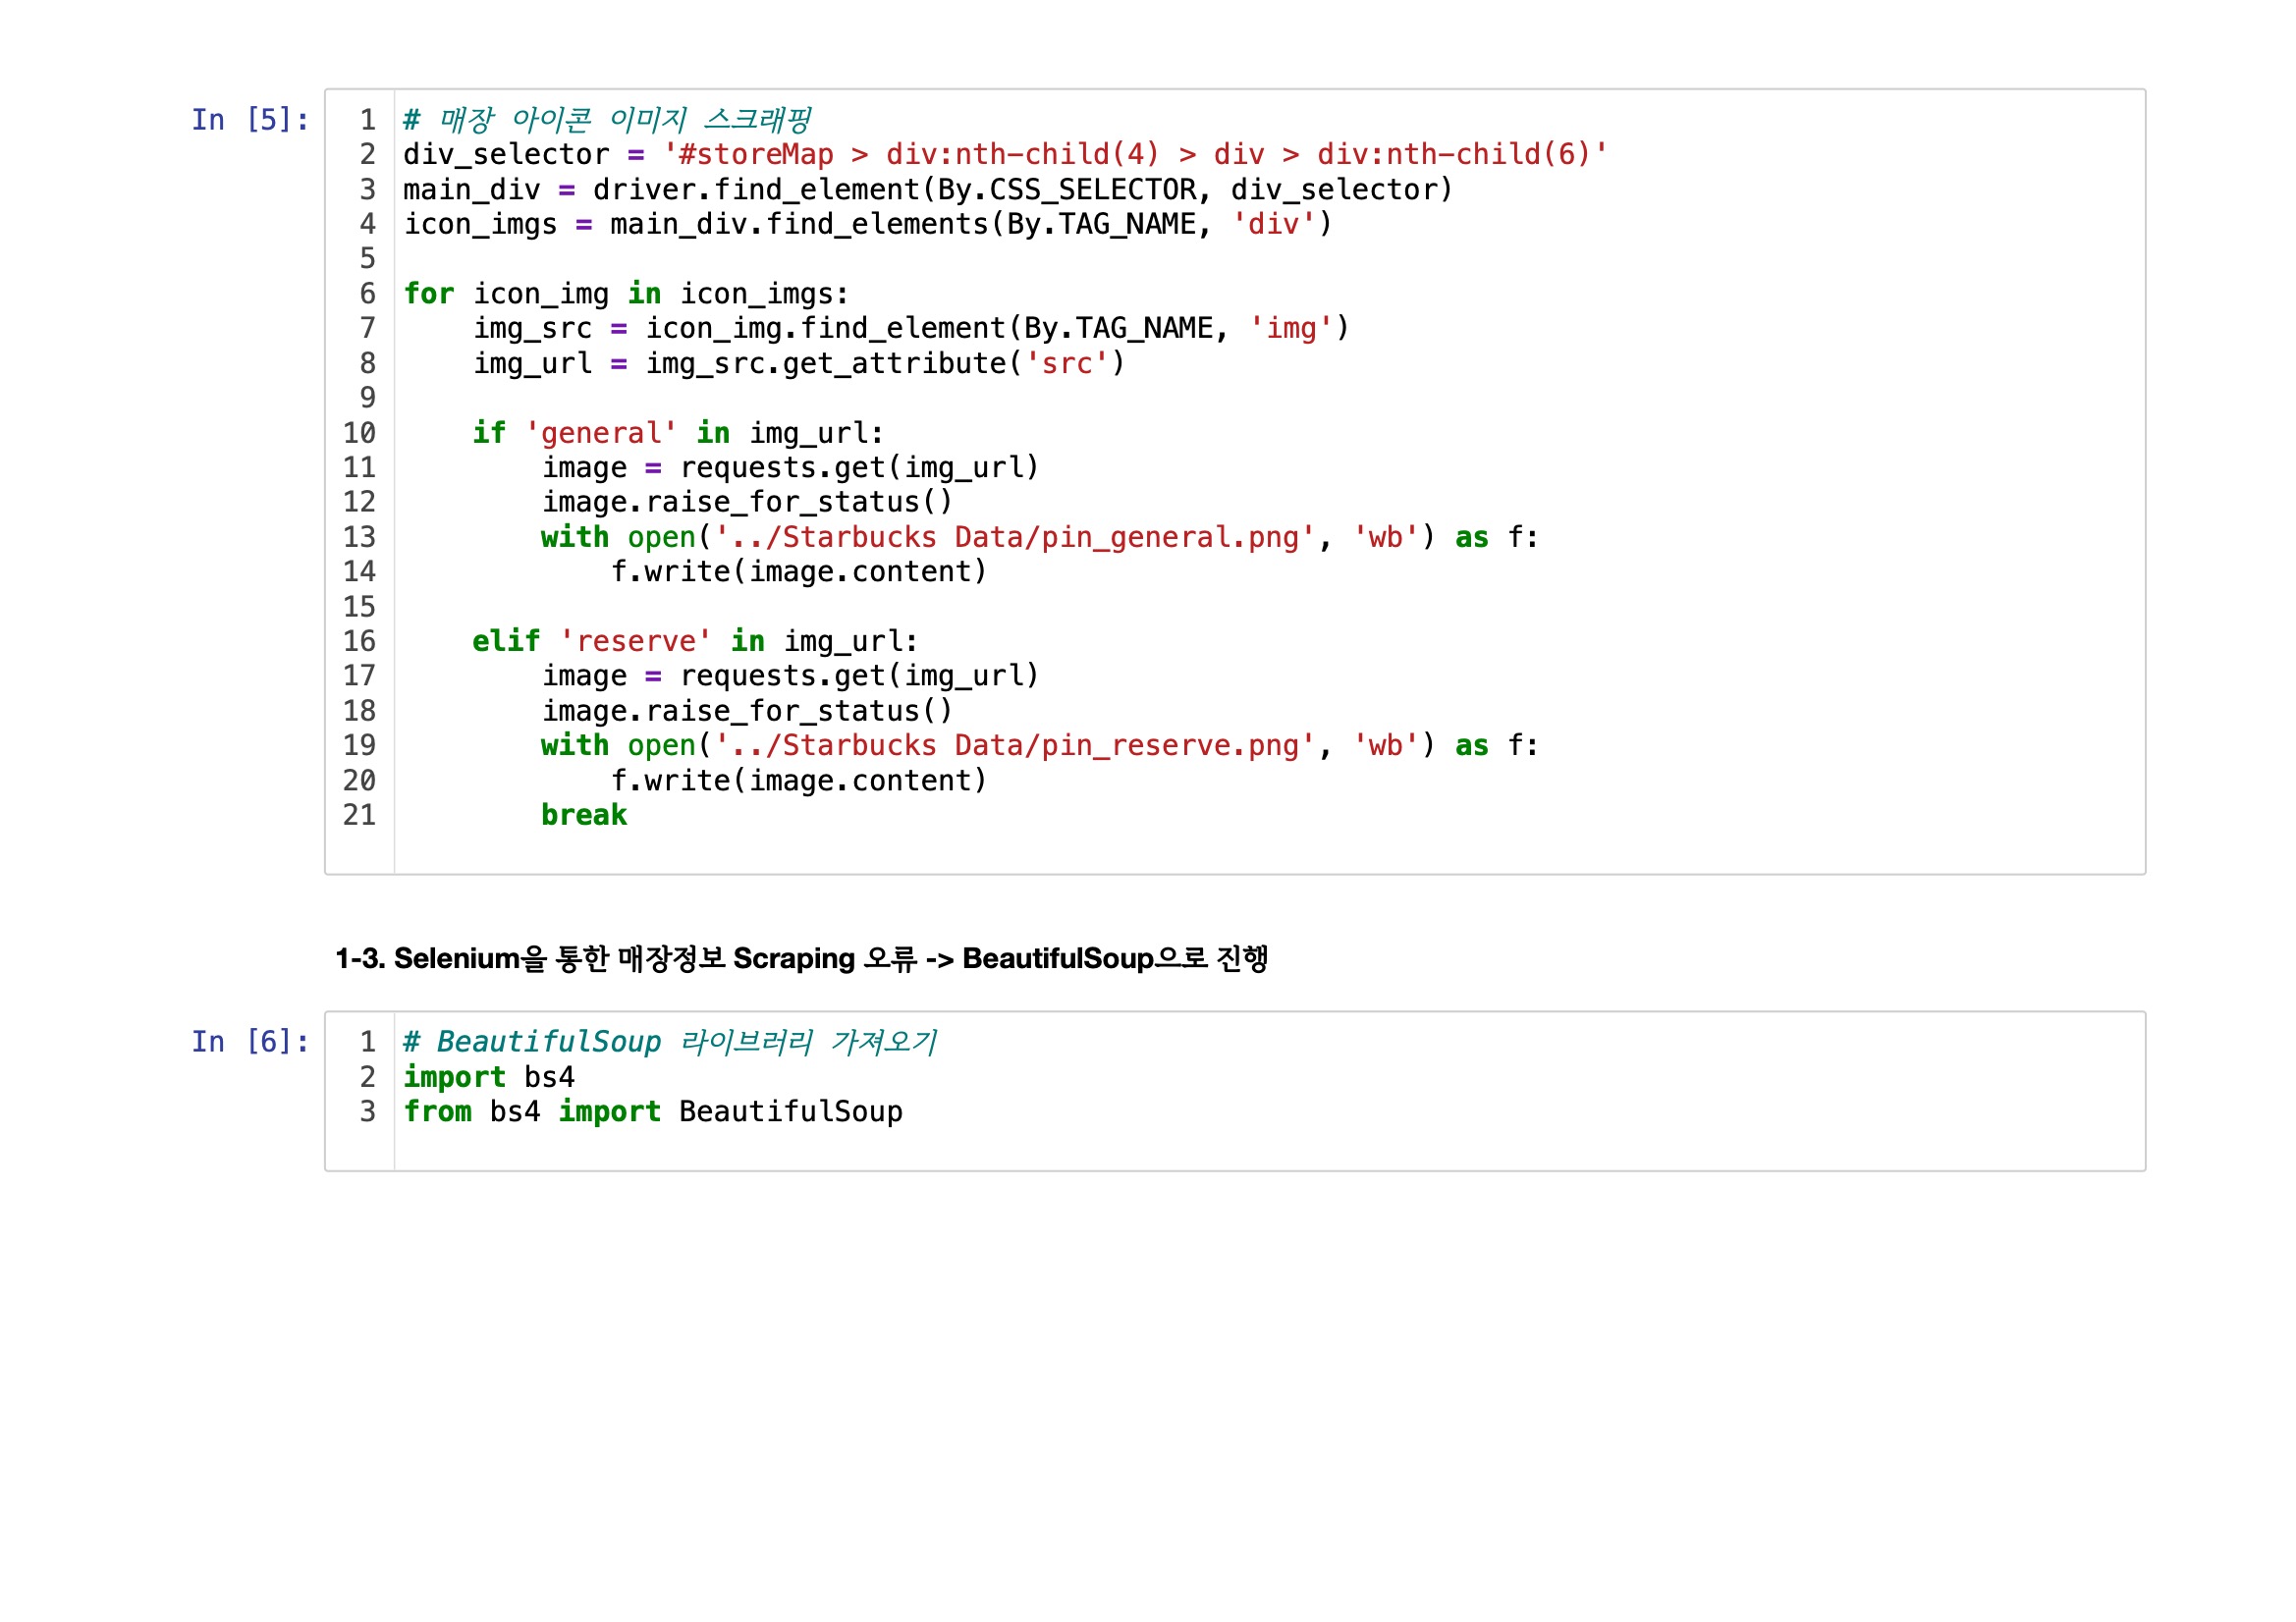 In [5]:
1 # 매장 아이콘 이미지 스크래핑
2 div_selector = '#storeMap > div:nth-child(4) > div > div:nth-child(6)'
3 main_div = driver.find_element(By.CSS_SELECTOR, div_selector)
4 icon_imgs = main_div.find_elements(By.TAG_NAME, 'div')
5
6 for icon_img in icon_imgs:
7     img_src = icon_img.find_element(By.TAG_NAME, 'img')
8     img_url = img_src.get_attribute('src')
9
10     if 'general' in img_url:
11         image = requests.get(img_url)
12         image.raise_for_status()
13         with open('../Starbucks Data/pin_general.png', 'wb') as f:
14             f.write(image.content)
15
16     elif 'reserve' in img_url:
17         image = requests.get(img_url)
18         image.raise_for_status()
19         with open('../Starbucks Data/pin_reserve.png', 'wb') as f:
20             f.write(image.content)
21         break
1-3. Selenium을 통한 매장정보 Scraping 오류 -> BeautifulSoup으로 진행
In [6]:
1 # BeautifulSoup 라이브러리 가져오기
2 import bs4
3 from bs4 import BeautifulSoup